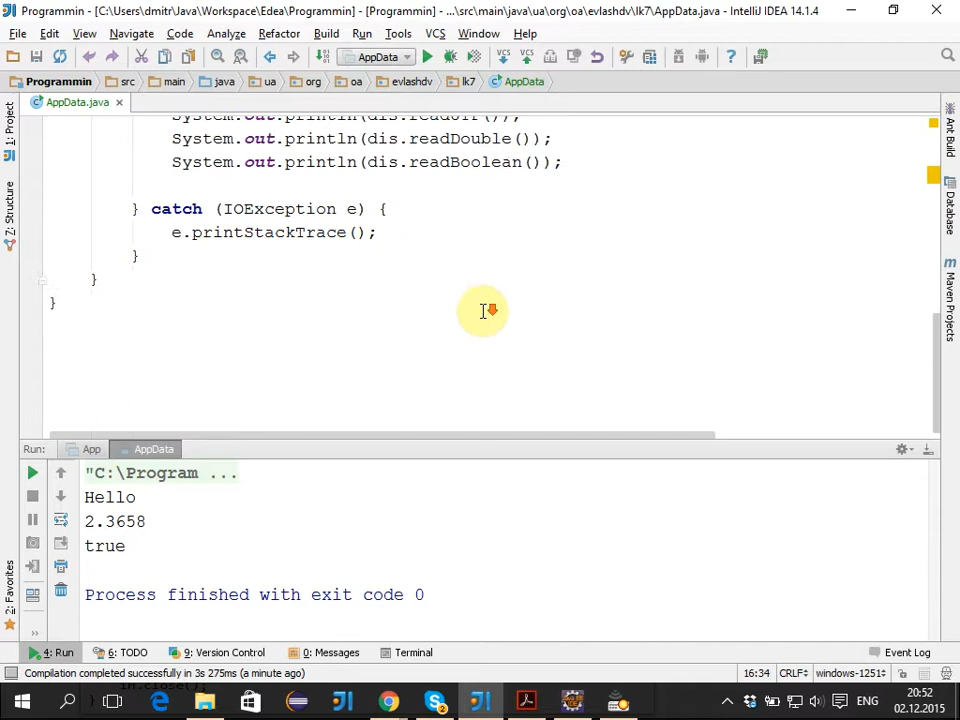 Programmin - [C:\Users\dmitr\Java\Workspace\Edea\Programmin] - [Programmin] - ...\src\main\java\ua\org\oa\evlashdv\lk7\AppData.java - IntelliJ IDEA 14.1.4
File Edit View Navigate Code Analyze Refactor Build Run Tools VCS Window Help
AppData
Programmin src main java ua org oa evlashdv lk7 AppData
AppData.java
1: Project
Z: Structure
2: Favorites
Ant Build
Database
Maven Projects
System.out.println(dis.readUTF());
System.out.println(dis.readDouble());
System.out.println(dis.readBoolean());
} catch (IOException e) {
e.printStackTrace();
}
}
}
Run: App AppData
"C:\Program ...
Hello
2.3658
true
Process finished with exit code 0
4: Run 6: TODO 9: Version Control 0: Messages Terminal Event Log
Compilation completed successfully in 3s 275ms (a minute ago) 16:34 CRLF windows-1251
in.close();
ENG
20:52
02.12.2015